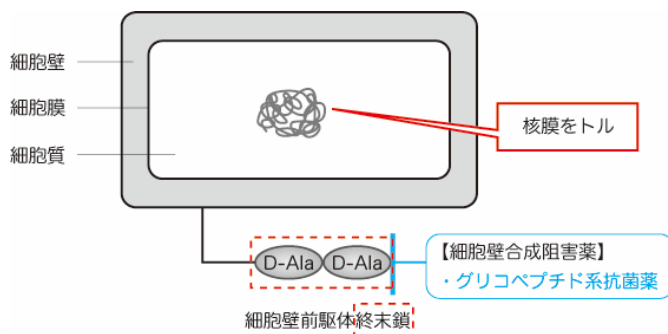 細胞壁
細胞膜
細胞質
核膜をトル
D-Ala D-Ala
【細胞壁合成阻害薬】
・グリコペプチド系抗菌薬
細胞壁前駆体終末鎖